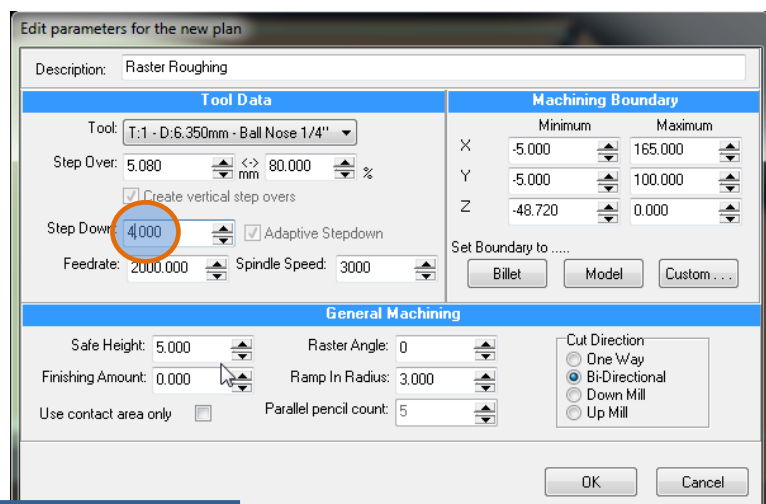 Edit parameters for the new plan
Description: Raster Roughing
Tool Data
Tool: T:1 - D:6.350mm - Ball Nose 1/4''
Step Over: 5.080 <-> mm 80.000 %
Create vertical step overs
Step Down: 4.000 Adaptive Stepdown
Feedrate: 2000.000 Spindle Speed: 3000
Machining Boundary
Minimum Maximum
X -5.000 165.000
Y -5.000 100.000
Z -48.720 0.000
Set Boundary to .....
Billet Model Custom . . .
General Machining
Safe Height: 5.000 Raster Angle: 0
Finishing Amount: 0.000 Ramp In Radius: 3.000
Use contact area only Parallel pencil count: 5
Cut Direction
One Way
Bi-Directional
Down Mill
Up Mill
OK Cancel